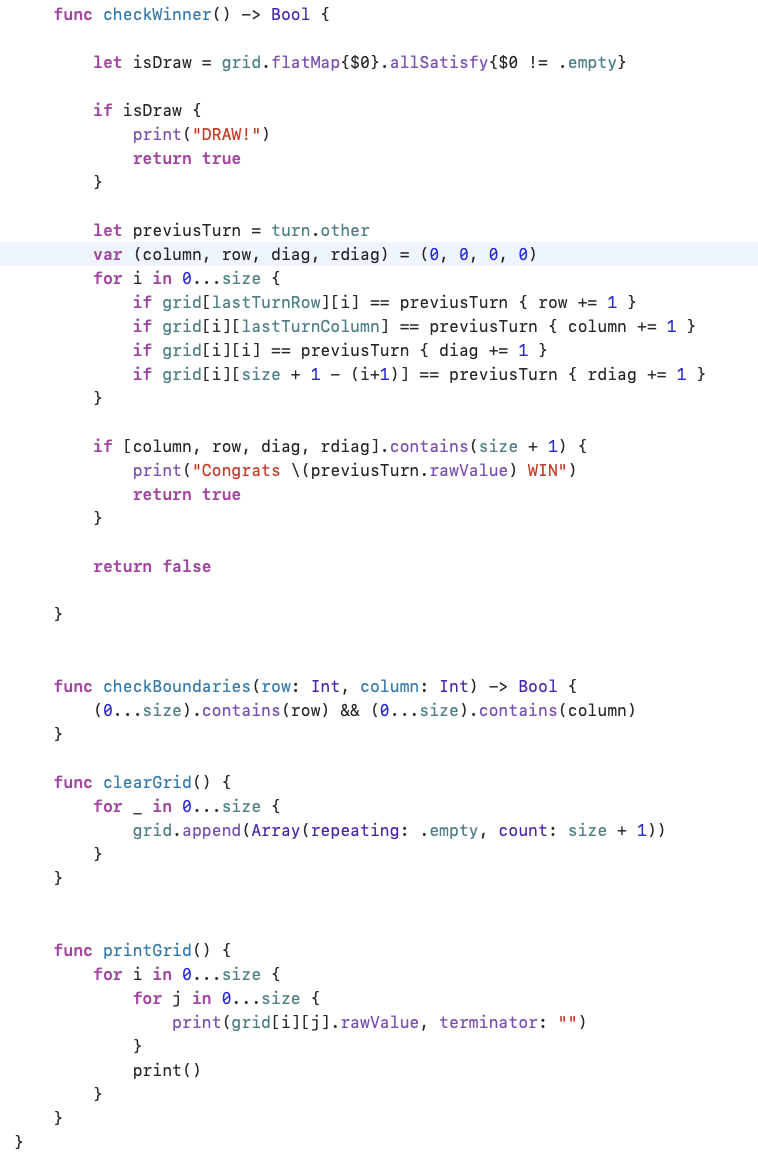 func checkWinner() -> Bool {
let isDraw = grid.flatMap{$0}.allSatisfy{$0 != .empty}
if isDraw {
print("DRAW!")
return true
}
let previusTurn = turn.other
var (column, row, diag, rdiag) = (0, 0, 0, 0)
for i in 0...size {
if grid[lastTurnRow][i] == previusTurn { row += 1 }
if grid[i][lastTurnColumn] == previusTurn { column += 1 }
if grid[i][i] == previusTurn { diag += 1 }
if grid[i][size + 1 - (i+1)] == previusTurn { rdiag += 1 }
}
if [column, row, diag, rdiag].contains(size + 1) {
print("Congrats \(previusTurn.rawValue) WIN")
return true
}
return false
}
func checkBoundaries(row: Int, column: Int) -> Bool {
(0...size).contains(row) && (0...size).contains(column)
}
func clearGrid() {
for _ in 0...size {
grid.append(Array(repeating: .empty, count: size + 1))
}
}
func printGrid() {
for i in 0...size {
for j in 0...size {
print(grid[i][j].rawValue, terminator: "")
}
print()
}
}
}